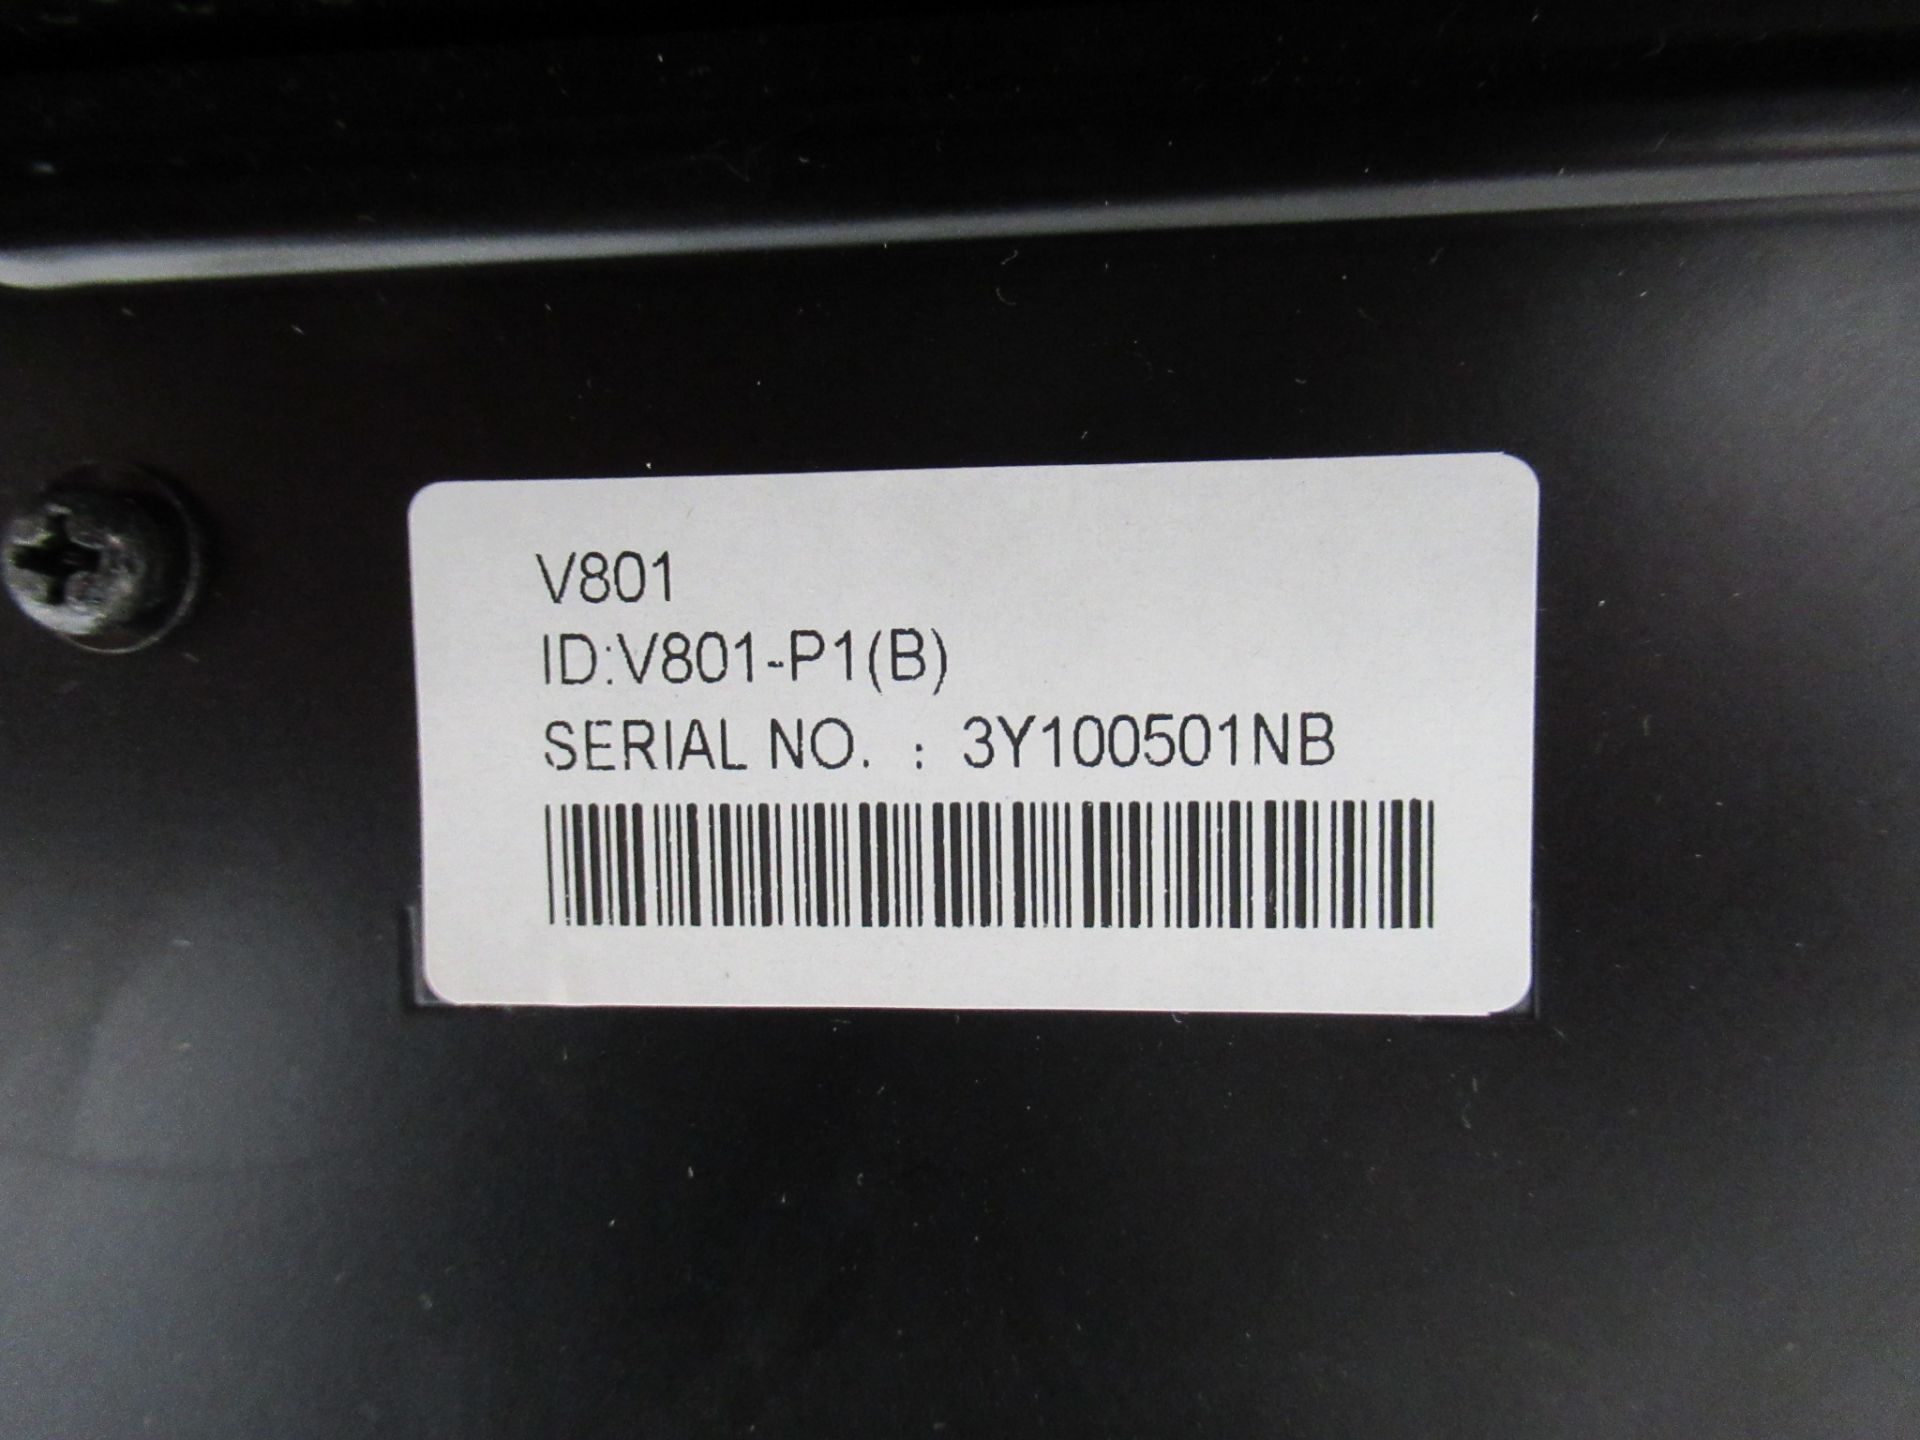 V801
ID:V801-P1(B)
SERIAL NO. : 3Y100501NB